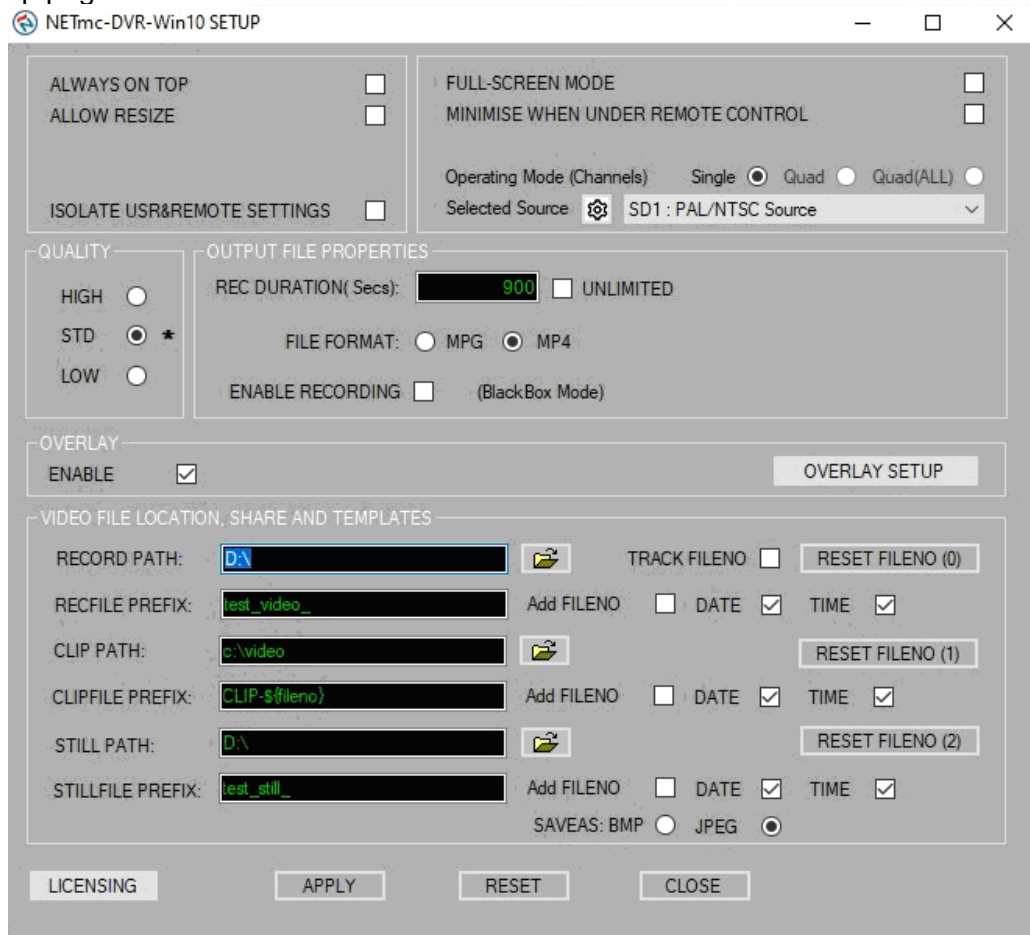 NETmc-DVR-Win10 SETUP
ALWAYS ON TOP
ALLOW RESIZE
ISOLATE USR&REMOTE SETTINGS
FULL-SCREEN MODE
MINIMISE WHEN UNDER REMOTE CONTROL
Operating Mode (Channels) Single Quad Quad(ALL)
Selected Source SD1 : PAL/NTSC Source
QUALITY
HIGH
STD *
LOW
OUTPUT FILE PROPERTIES
REC DURATION( Secs): 900 UNLIMITED
FILE FORMAT: MPG MP4
ENABLE RECORDING (BlackBox Mode)
OVERLAY
ENABLE OVERLAY SETUP
VIDEO FILE LOCATION, SHARE AND TEMPLATES
RECORD PATH: D:\ TRACK FILENO RESET FILENO (0)
RECFILE PREFIX: test_video_ Add FILENO DATE TIME
CLIP PATH: c:\video RESET FILENO (1)
CLIPFILE PREFIX: CLIP-${fileno} Add FILENO DATE TIME
STILL PATH: D:\ RESET FILENO (2)
STILLFILE PREFIX: test_still_ Add FILENO DATE TIME
SAVEAS: BMP JPEG
LICENSING APPLY RESET CLOSE